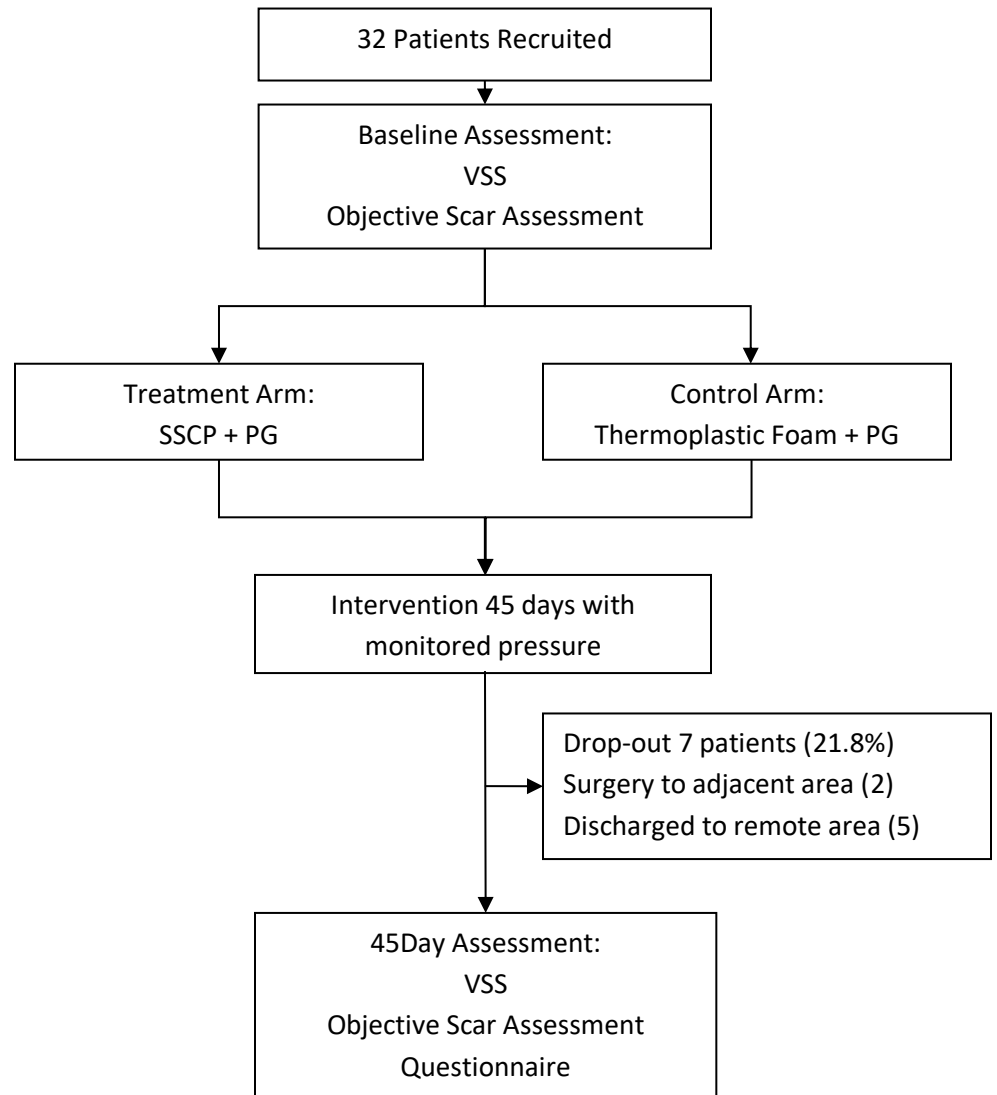 32 Patients Recruited
Baseline Assessment:
VSS
Objective Scar Assessment
Treatment Arm:
SSCP + PG
Control Arm:
Thermoplastic Foam + PG
Intervention 45 days with
monitored pressure
Drop-out 7 patients (21.8%)
Surgery to adjacent area (2)
Discharged to remote area (5)
45Day Assessment:
VSS
Objective Scar Assessment
Questionnaire